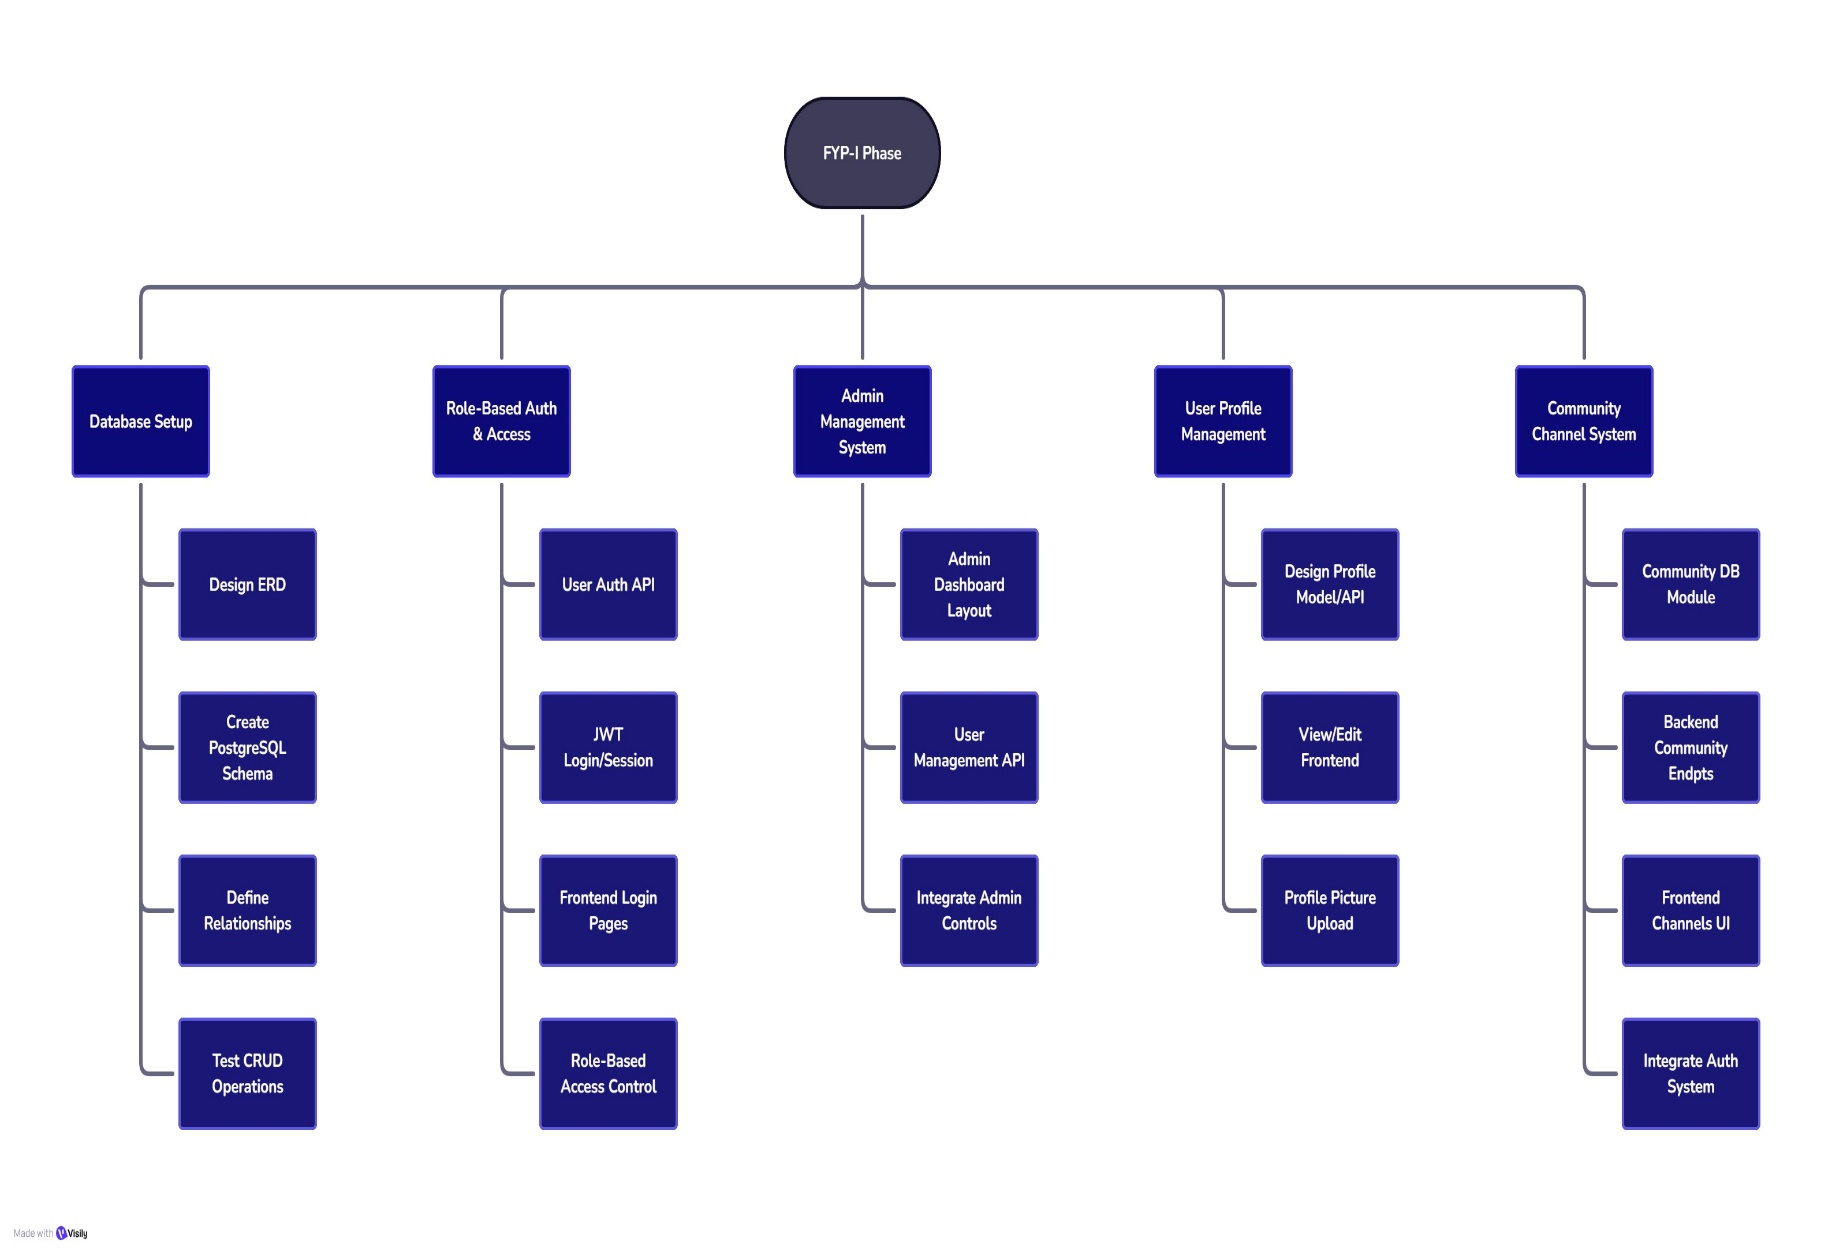 FYP-I Phase
Database Setup
Role-Based Auth
& Access
Admin
Management
System
User Profile
Management
Community
Channel System
Design ERD
User Auth API
Admin
Dashboard
Layout
Design Profile
Model/API
Community DB
Module
Create
PostgreSQL
Schema
JWT
Login/Session
User
Management API
View/Edit
Frontend
Backend
Community
Endpts
Define
Relationships
Frontend Login
Pages
Integrate Admin
Controls
Profile Picture
Upload
Frontend
Channels UI
Test CRUD
Operations
Role-Based
Access Control
Integrate Auth
System
Made with Visily